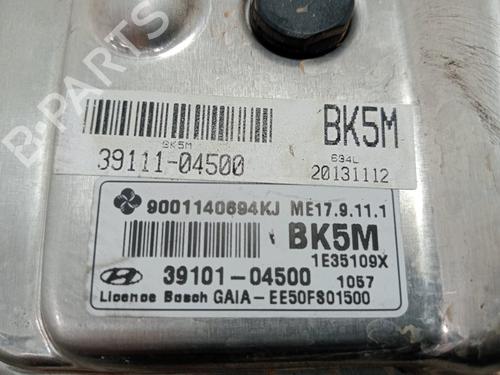 BK5M
39111-04500
BK5M
634L
20131112
9001140694KJ ME17.9.11.1
BK5M
1E35109X
39101-04500 1057
Licence Bosch GAIA-EE50FS01500
B-PARTS